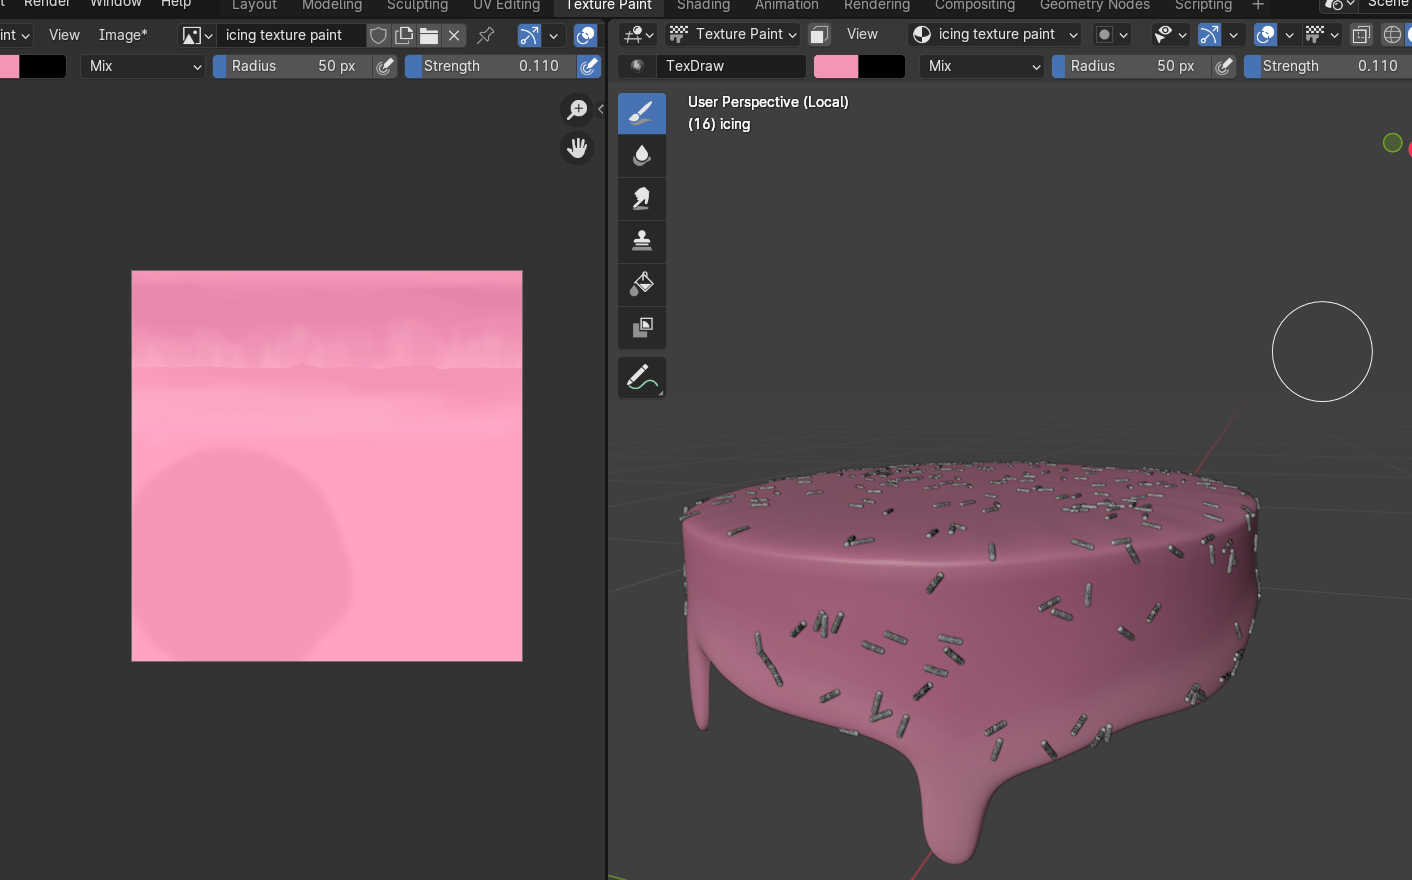 Render Window Help Layout Modeling Sculpting UV Editing Texture Paint Shading Animation Rendering Compositing Geometry Nodes Scripting + Scene
View Image* icing texture paint Texture Paint View icing texture paint
Mix Radius 50 px Strength 0.110 TexDraw Mix Radius 50 px Strength 0.110
User Perspective (Local)
(16) icing